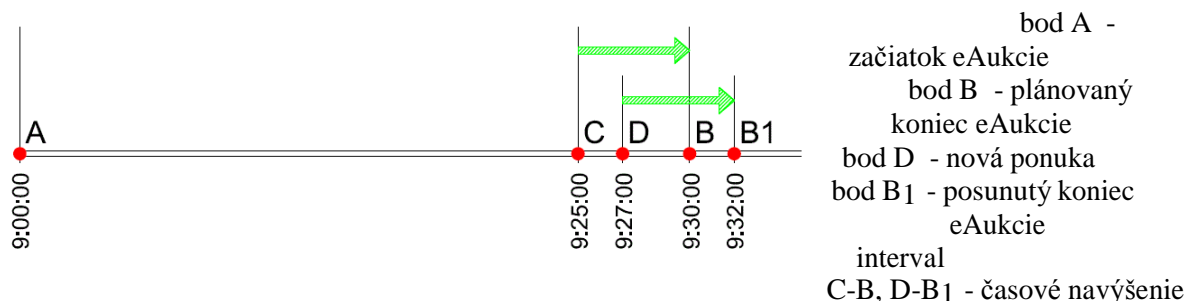 A
C
D
B
B1
9:00:00
9:25:00
9:27:00
9:30:00
9:32:00
bod A -
začiatok eAukcie
bod B - plánovaný
koniec eAukcie
bod D - nová ponuka
bod B1 - posunutý koniec
eAukcie
interval
C-B, D-B1 - časové navýšenie